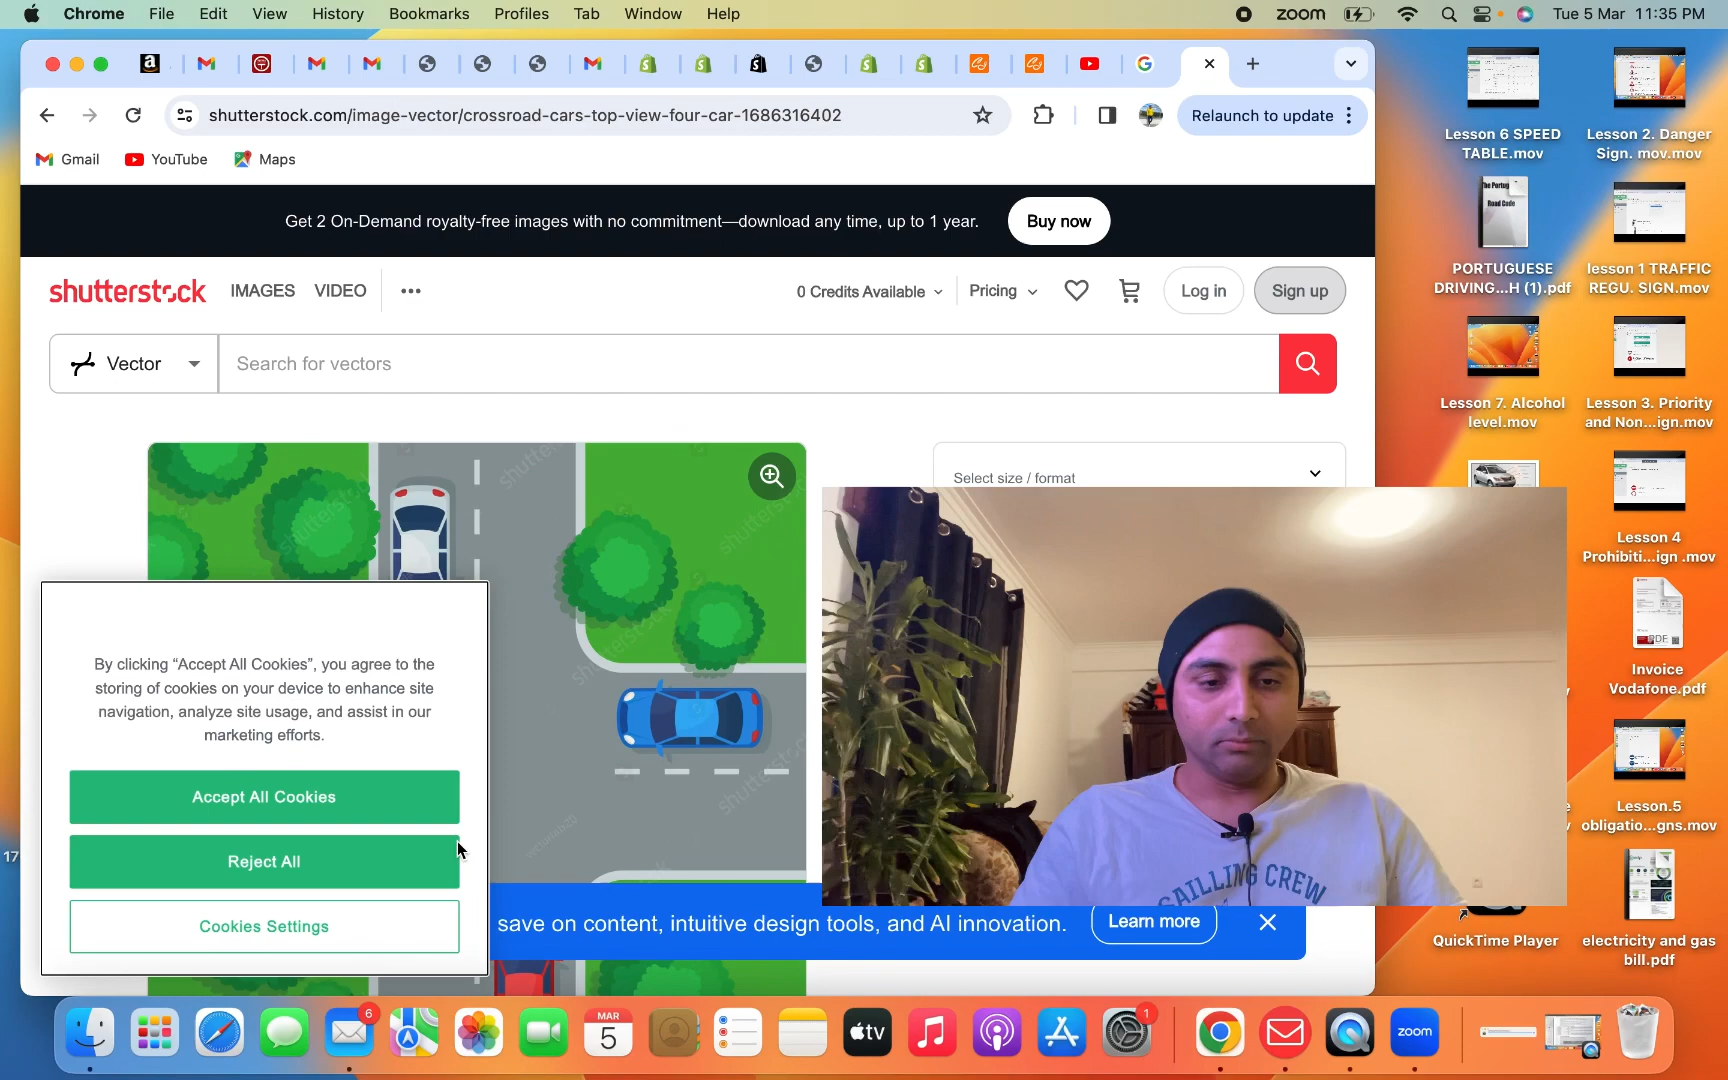 Chrome File Edit View History Bookmarks Profiles Tab Window Help
zoom
Tue 5 Mar 11:35 PM
shutterstock.com/image-vector/crossroad-cars-top-view-four-car-1686316402
Relaunch to update
Gmail YouTube Maps
Get 2 On-Demand royalty-free images with no commitment—download any time, up to 1 year.
Buy now
shutterstock IMAGES VIDEO
0 Credits Available Pricing Log in Sign up
Vector
Search for vectors
Select size / format
By clicking “Accept All Cookies”, you agree to the
storing of cookies on your device to enhance site
navigation, analyze site usage, and assist in our
marketing efforts.
Accept All Cookies
Reject All
Cookies Settings
save on content, intuitive design tools, and AI innovation.
Learn more
SAILLING CREW
Lesson 6 SPEED
TABLE.mov
Lesson 2. Danger
Sign. mov.mov
The Portug
Road Code
PORTUGUESE
DRIVING...H (1).pdf
lesson 1 TRAFFIC
REGU. SIGN.mov
Lesson 7. Alcohol
level.mov
Lesson 3. Priority
and Non...ign.mov
Lesson 4
Prohibiti...ign .mov
PDF
Invoice
Vodafone.pdf
Lesson.5
obligatio...gns.mov
QuickTime Player
electricity and gas
bill.pdf
17
6
MAR
5
tv
1
zoom